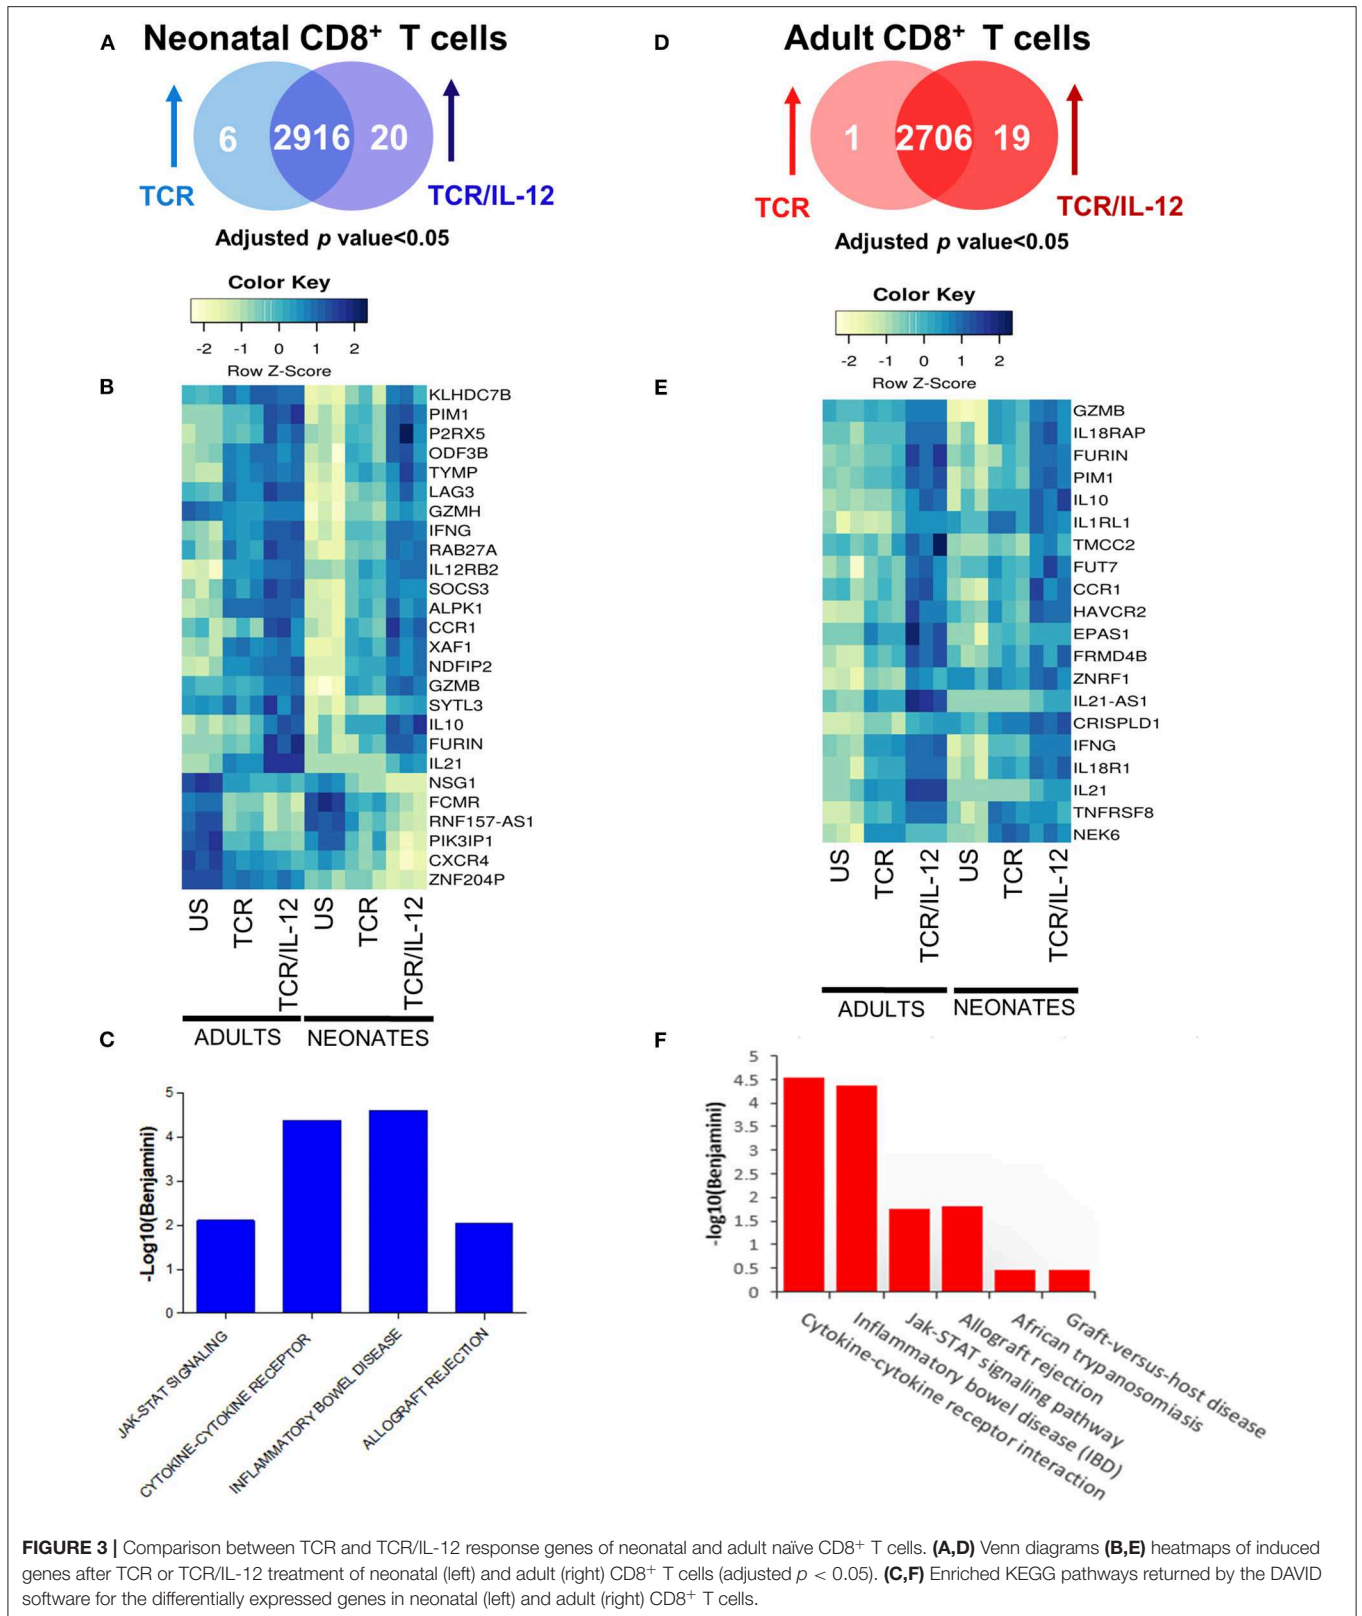 A
Neonatal CD8+ T cells
6 2916 20
TCR
TCR/IL-12
Adjusted p value<0.05
Color Key
-2 -1 0 1 2
Row Z-Score
B
KLHDC7B
PIM1
P2RX5
ODF3B
TYMP
LAG3
GZMH
IFNG
RAB27A
IL12RB2
SOCS3
ALPK1
CCR1
XAF1
NDFIP2
GZMB
SYTL3
IL10
FURIN
IL21
NSG1
FCMR
RNF157-AS1
PIK3IP1
CXCR4
ZNF204P
US TCR TCR/IL-12 US TCR TCR/IL-12
ADULTS NEONATES
C
-Log10(Benjamini)
5
4
3
2
1
0
JAK-STAT SIGNALING
CYTOKINE-CYTOKINE RECEPTOR
INFLAMMATORY BOWEL DISEASE
ALLOGRAFT REJECTION
D
Adult CD8+ T cells
1 2706 19
TCR
TCR/IL-12
Adjusted p value<0.05
Color Key
-2 -1 0 1 2
Row Z-Score
E
GZMB
IL18RAP
FURIN
PIM1
IL10
IL1RL1
TMCC2
FUT7
CCR1
HAVCR2
EPAS1
FRMD4B
ZNRF1
IL21-AS1
CRISPLD1
IFNG
IL18R1
IL21
TNFRSF8
NEK6
US TCR TCR/IL-12 US TCR TCR/IL-12
ADULTS NEONATES
F
-log10(Benjamini)
5
4.5
4
3.5
3
2.5
2
1.5
1
0.5
0
Cytokine-cytokine receptor interaction
Inflammatory bowel disease (IBD)
Jak-STAT signaling pathway
Allograft rejection
African trypanosomiasis
Graft-versus-host disease
FIGURE 3 | Comparison between TCR and TCR/IL-12 response genes of neonatal and adult naïve CD8+ T cells. (A,D) Venn diagrams (B,E) heatmaps of induced
genes after TCR or TCR/IL-12 treatment of neonatal (left) and adult (right) CD8+ T cells (adjusted p < 0.05). (C,F) Enriched KEGG pathways returned by the DAVID
software for the differentially expressed genes in neonatal (left) and adult (right) CD8+ T cells.